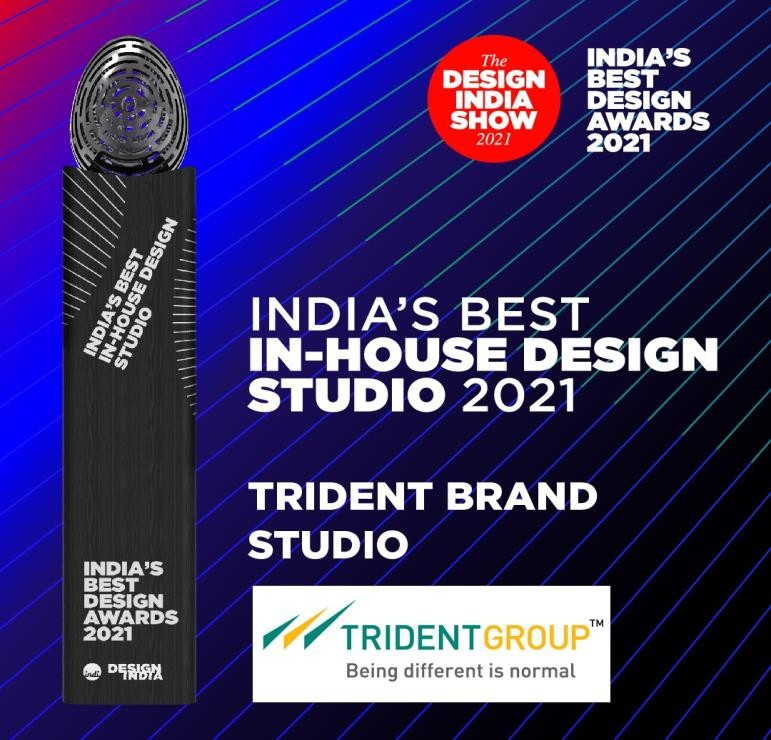 The
DESIGN
INDIA
SHOW
2021
INDIA'S
BEST
DESIGN
AWARDS
2021
INDIA'S BEST
IN-HOUSE DESIGN
STUDIO
INDIA'S BEST
IN-HOUSE DESIGN
STUDIO 2021
TRIDENT BRAND
STUDIO
TRIDENTGROUP™
Being different is normal
INDIA'S
BEST
DESIGN
AWARDS
2021
indi DESIGN
INDIA